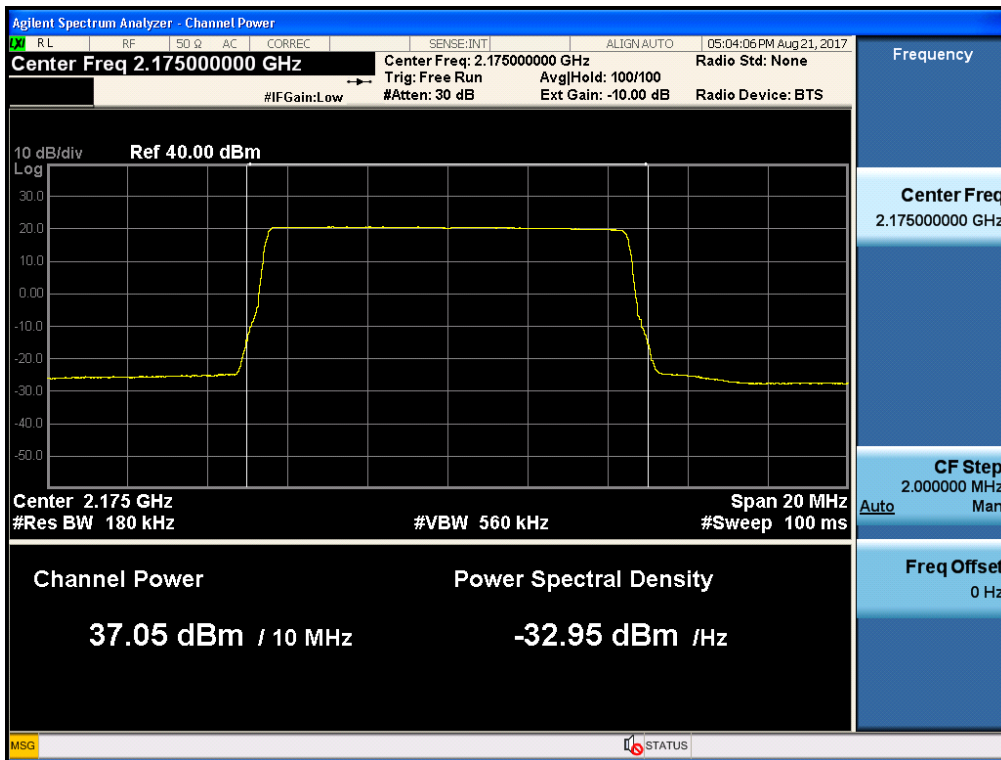 Agilent Spectrum Analyzer - Channel Power
LXI RL RF 50 Ω AC CORREC SENSE:INT ALIGN AUTO 05:04:06 PM Aug 21, 2017
Center Freq 2.175000000 GHz
Center Freq: 2.175000000 GHz Radio Std: None
Trig: Free Run Avg|Hold: 100/100
#IFGain:Low #Atten: 30 dB Ext Gain: -10.00 dB Radio Device: BTS
10 dB/div Ref 40.00 dBm
Log
30.0
20.0
10.0
0.00
-10.0
-20.0
-30.0
-40.0
-50.0
Center 2.175 GHz Span 20 MHz
#Res BW 180 kHz #VBW 560 kHz #Sweep 100 ms
Channel Power Power Spectral Density
37.05 dBm / 10 MHz -32.95 dBm /Hz
MSG STATUS
Frequency
Center Freq
2.175000000 GHz
CF Step
2.000000 MHz
Auto Man
Freq Offset
0 Hz